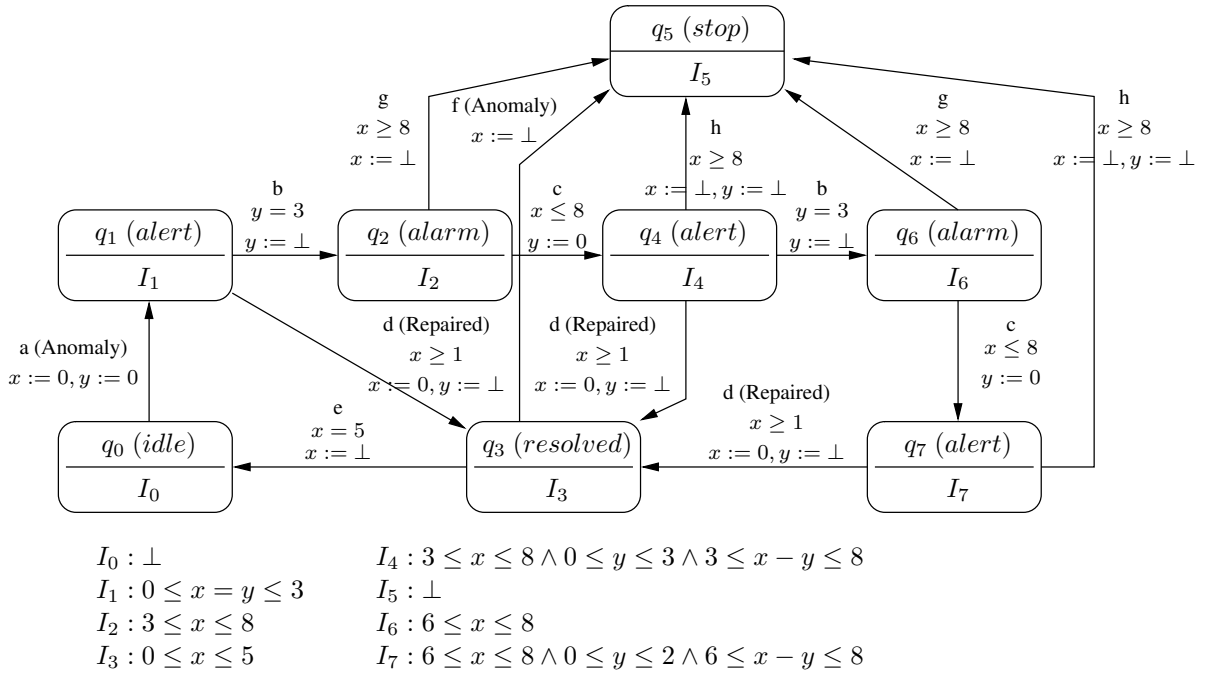 q₅ (stop)
I₅
g
x ≥ 8
x := ⊥
f (Anomaly)
x := ⊥
h
x ≥ 8
x := ⊥, y := ⊥
g
x ≥ 8
x := ⊥
h
x ≥ 8
x := ⊥, y := ⊥
q₁ (alert)
I₁
b
y = 3
y := ⊥
q₂ (alarm)
I₂
c
x ≤ 8
y := 0
q₄ (alert)
I₄
b
y = 3
y := ⊥
q₆ (alarm)
I₆
a (Anomaly)
x := 0, y := 0
d (Repaired)
x ≥ 1
x := 0, y := ⊥
d (Repaired)
x ≥ 1
x := 0, y := ⊥
c
x ≤ 8
y := 0
q₀ (idle)
I₀
e
x = 5
x := ⊥
q₃ (resolved)
I₃
d (Repaired)
x ≥ 1
x := 0, y := ⊥
q₇ (alert)
I₇
I₀ : ⊥
I₁ : 0 ≤ x = y ≤ 3
I₂ : 3 ≤ x ≤ 8
I₃ : 0 ≤ x ≤ 5
I₄ : 3 ≤ x ≤ 8 ∧ 0 ≤ y ≤ 3 ∧ 3 ≤ x − y ≤ 8
I₅ : ⊥
I₆ : 6 ≤ x ≤ 8
I₇ : 6 ≤ x ≤ 8 ∧ 0 ≤ y ≤ 2 ∧ 6 ≤ x − y ≤ 8